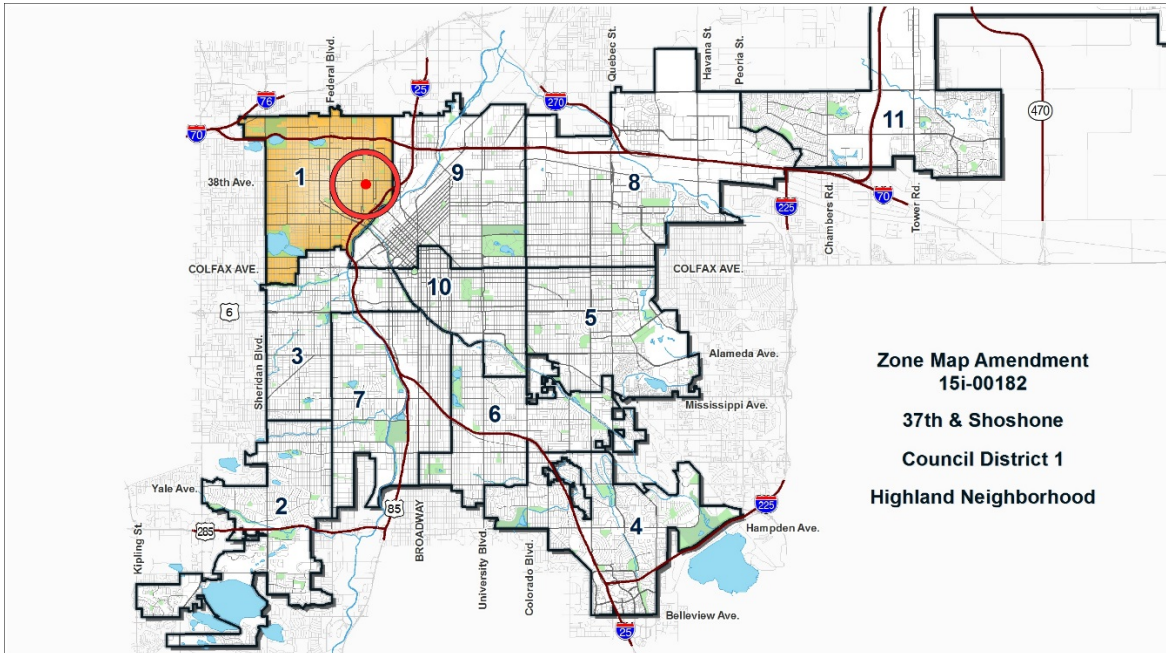 Federal Blvd.
Quebec St.
Havana St.
Peoria St.
25
76
270
70
470
11
1
9
8
38th Ave.
225
70
Chambers Rd.
Tower Rd.
COLFAX AVE.
COLFAX AVE.
10
6
5
3
Sheridan Blvd.
Alameda Ave.
7
Mississippi Ave.
6
Zone Map Amendment
15i-00182
37th & Shoshone
Council District 1
Highland Neighborhood
Yale Ave.
2
85
225
285
4
Hampden Ave.
Kipling St.
BROADWAY
University Blvd.
Colorado Blvd.
Belleview Ave.
25